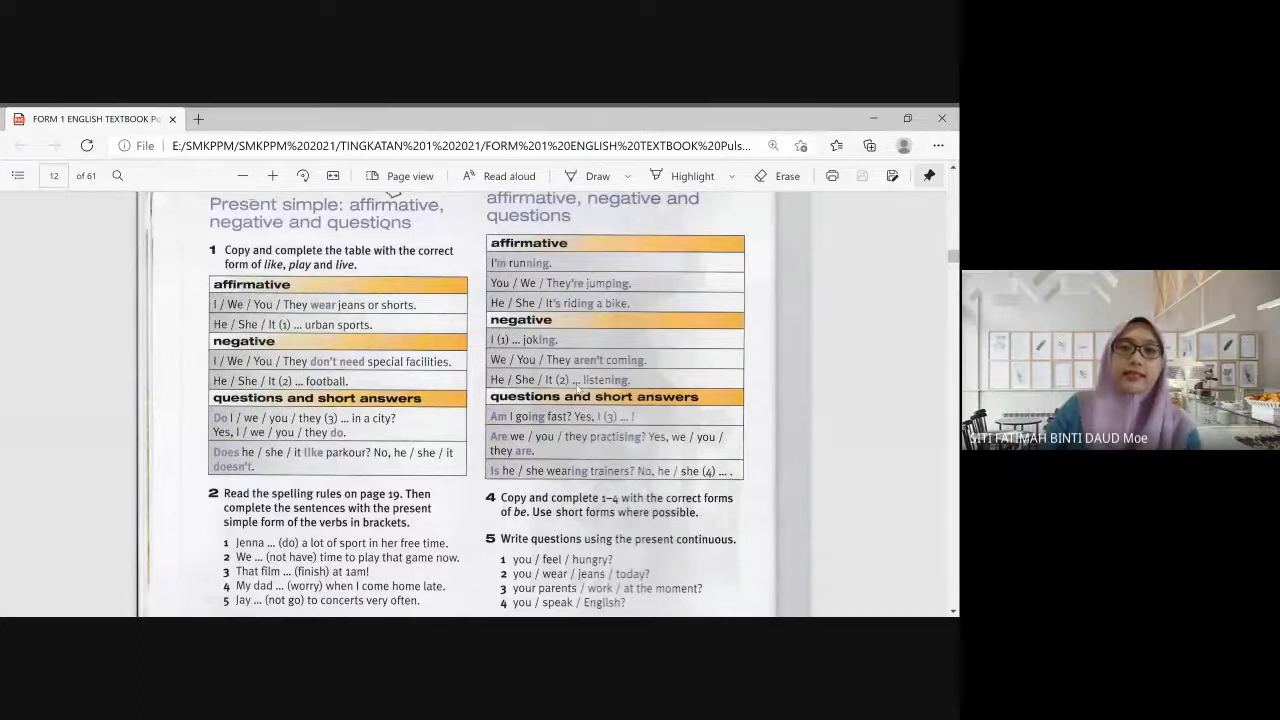 FORM 1 ENGLISH TEXTBOOK Pu
File
E:/SMKPPM/SMKPPM%202021/TINGKATAN%201%202021/FORM%201%20ENGLISH%20TEXTBOOK%20Puls...
12 of 61
Page view
Read aloud
Draw
Highlight
Erase
Present simple: affirmative,
negative and questions
1 Copy and complete the table with the correct
form of like, play and live.
affirmative
I / We / You / They wear jeans or shorts.
He / She / It (1) ... urban sports.
negative
I / We / You / They don't need special facilities.
He / She / It (2) ... football.
questions and short answers
Do I / we / you / they (3) ... in a city?
Yes, I / we / you / they do.
Does he / she / it like parkour? No, he / she / it
doesn't.
2 Read the spelling rules on page 19. Then
complete the sentences with the present
simple form of the verbs in brackets.
1 Jenna ... (do) a lot of sport in her free time.
2 We ... (not have) time to play that game now.
3 That film ... (finish) at 1am!
4 My dad ... (worry) when I come home late.
5 Jay ... (not go) to concerts very often.
affirmative, negative and
questions
affirmative
I'm running.
You / We / They're jumping.
He / She / It's riding a bike.
negative
I (1) ... joking.
We / You / They aren't coming.
He / She / It (2) ... listening.
questions and short answers
Am I going fast? Yes, I (3) ... !
Are we / you / they practising? Yes, we / you /
they are.
Is he / she wearing trainers? No, he / she (4) ... .
4 Copy and complete 1–4 with the correct forms
of be. Use short forms where possible.
5 Write questions using the present continuous.
1 you / feel / hungry?
2 you / wear / jeans / today?
3 your parents / work / at the moment?
4 you / speak / English?
SITI FATIMAH BINTI DAUD Moe